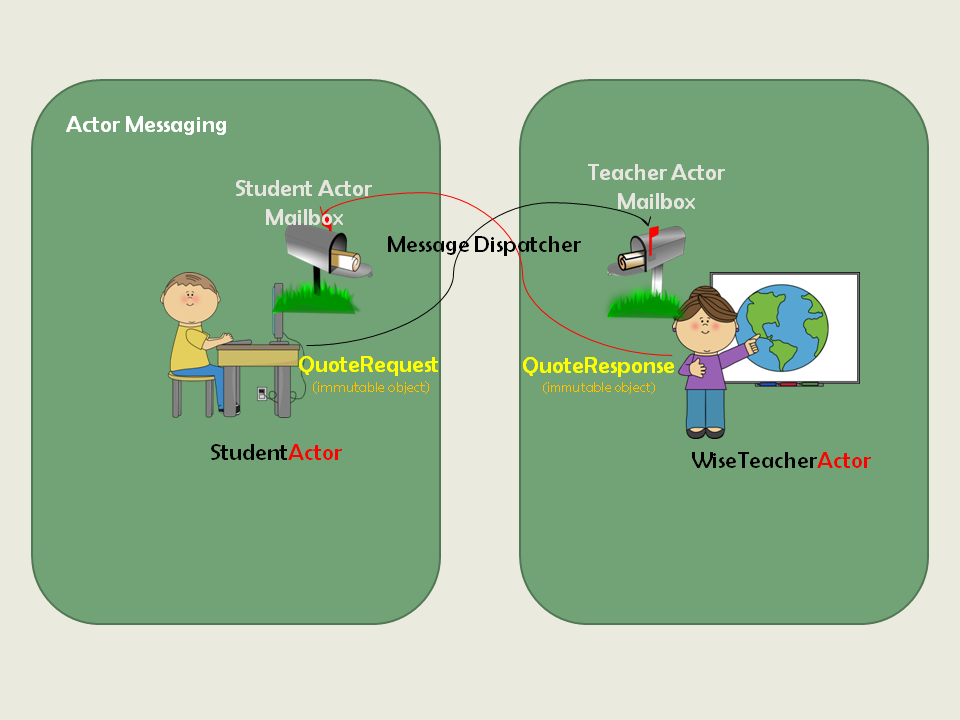 Actor Messaging
Student Actor
Mailbox
Teacher Actor
Mailbox
Message Dispatcher
QuoteRequest
(immutable object)
QuoteResponse
(immutable object)
StudentActor
WiseTeacherActor